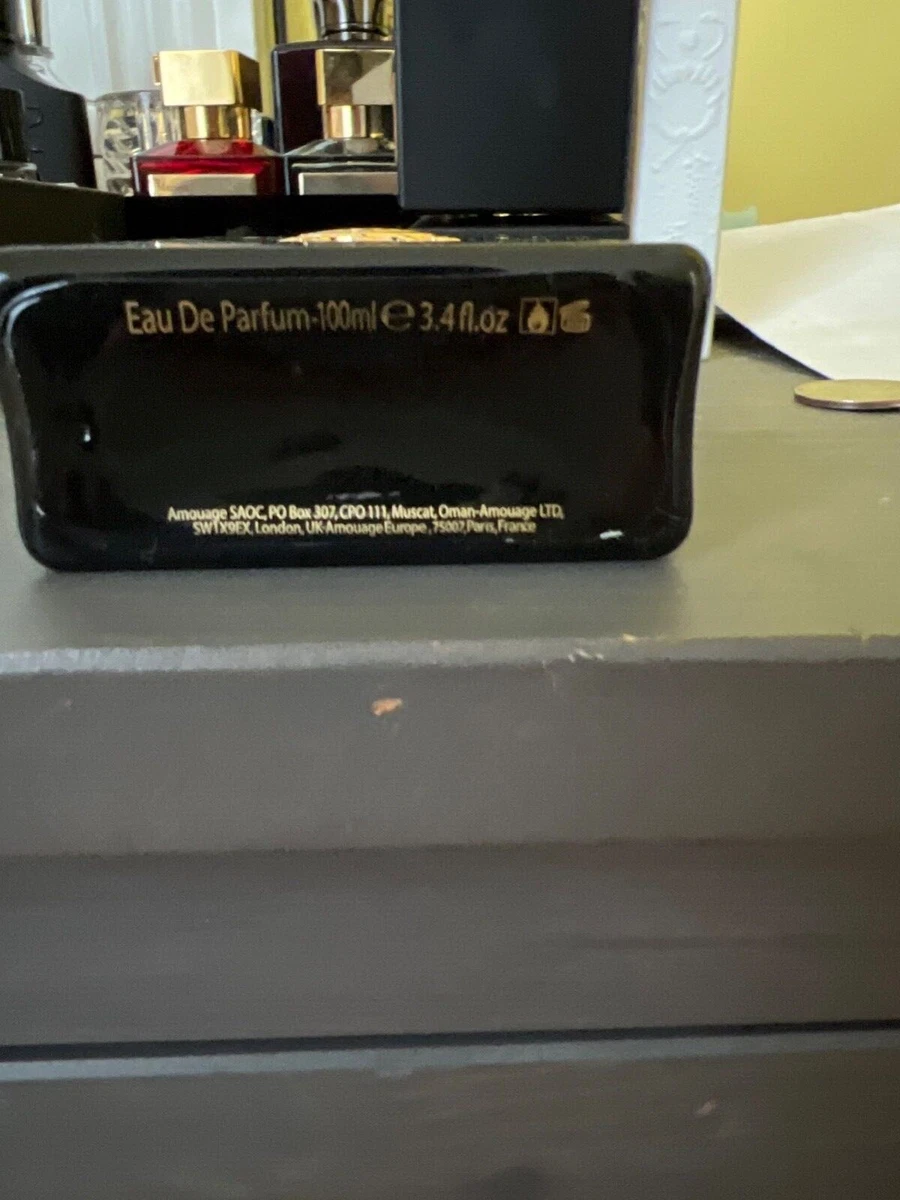 Eau De Parfum-100ml ℮ 3.4 fl.oz
Amouage SAOC, PO Box 307, CPO 111, Muscat, Oman-Amouage LTD,
SW1X9EX, London, UK-Amouage Europe, 75007, Paris, France